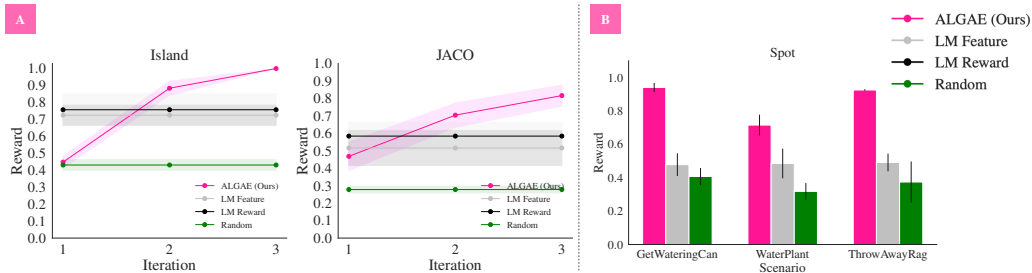 A
Island
1.0
0.9
0.8
0.7
0.6
0.5
0.4
0.3
0.2
0.1
0.0
Reward
1 2 3
Iteration
ALGAE (Ours)
LM Feature
LM Reward
Random
JACO
1.0
0.9
0.8
0.7
0.6
0.5
0.4
0.3
0.2
0.1
0.0
Reward
1 2 3
Iteration
ALGAE (Ours)
LM Feature
LM Reward
Random
B
Spot
1.0
0.8
0.6
0.4
0.2
0.0
Reward
GetWateringCan WaterPlant ThrowAwayRag
Scenario
ALGAE (Ours)
LM Feature
LM Reward
Random